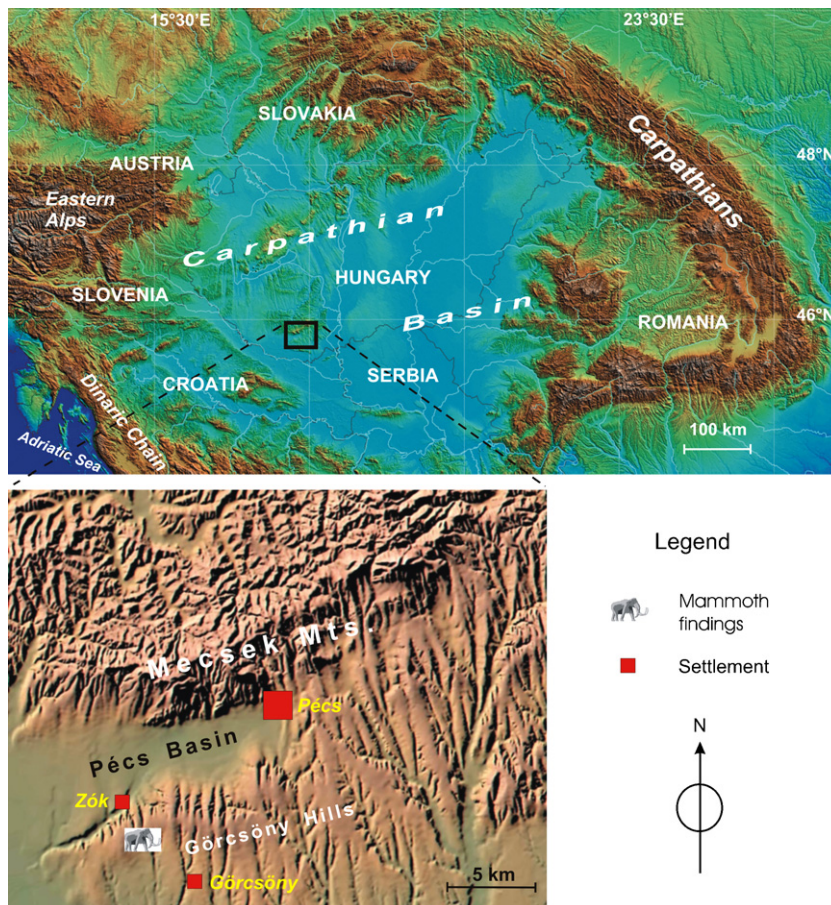 15°30'E
23°30'E
SLOVAKIA
Carpathians
AUSTRIA
48°N
Eastern
Alps
Carpathian
HUNGARY
SLOVENIA
Basin
46°N
ROMANIA
CROATIA
SERBIA
Dinaric Chain
Adriatic Sea
100 km
Legend
Mammoth
findings
Settlement
N
Mecsek Mts.
Pécs
Pécs Basin
Zók
Görcsöny Hills
Görcsöny
5 km